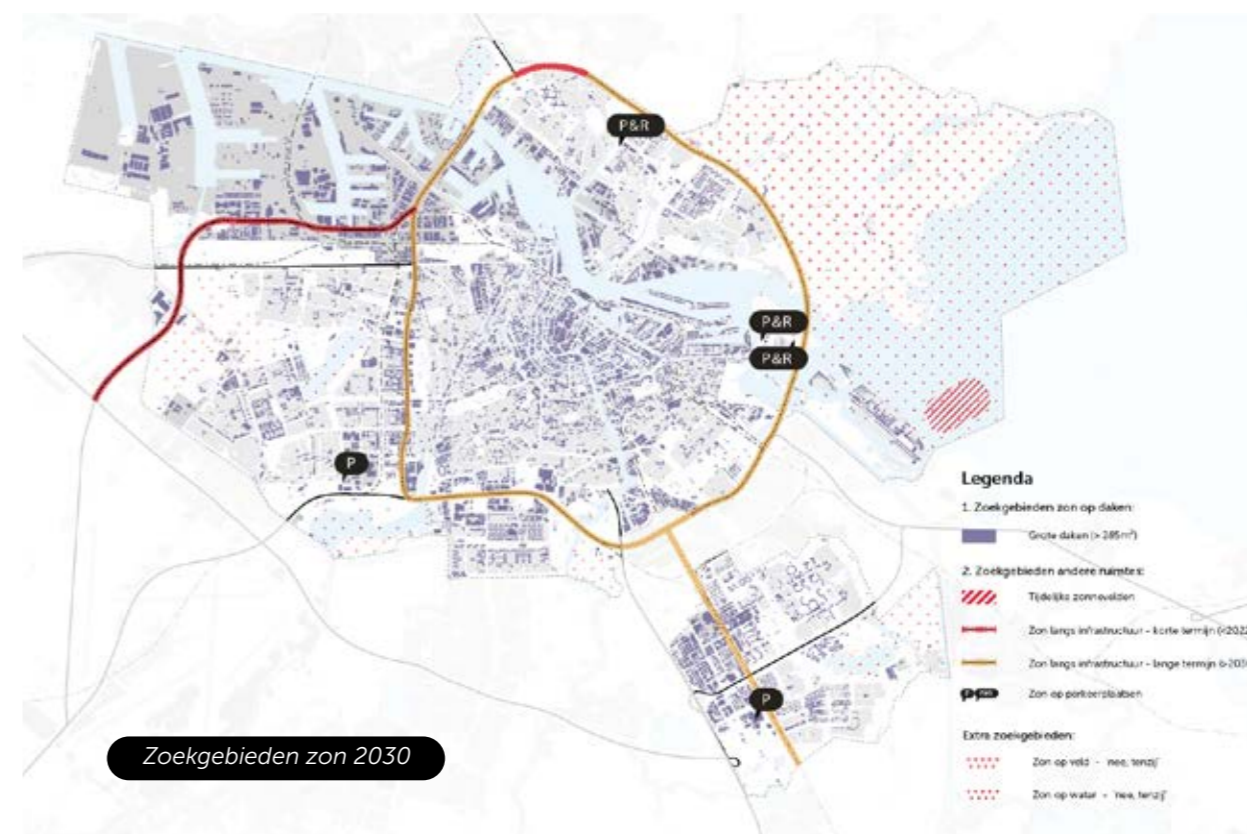 P&R
P&R
P&R
P
P
Zoekgebieden zon 2030
Legenda
1. Zoekgebieden zon op daken:
Grote daken (> 285m²)
2. Zoekgebieden andere ruimtes:
Tijdelijke zonnevelden
Zon langs infrastructuur - korte termijn (<2022
Zon langs infrastructuur - lange termijn (>203
P
Zon op parkeerplaatsen
Extra zoekgebieden:
Zon op veld - 'nee, tenzij'
Zon op water - 'nee, tenzij'